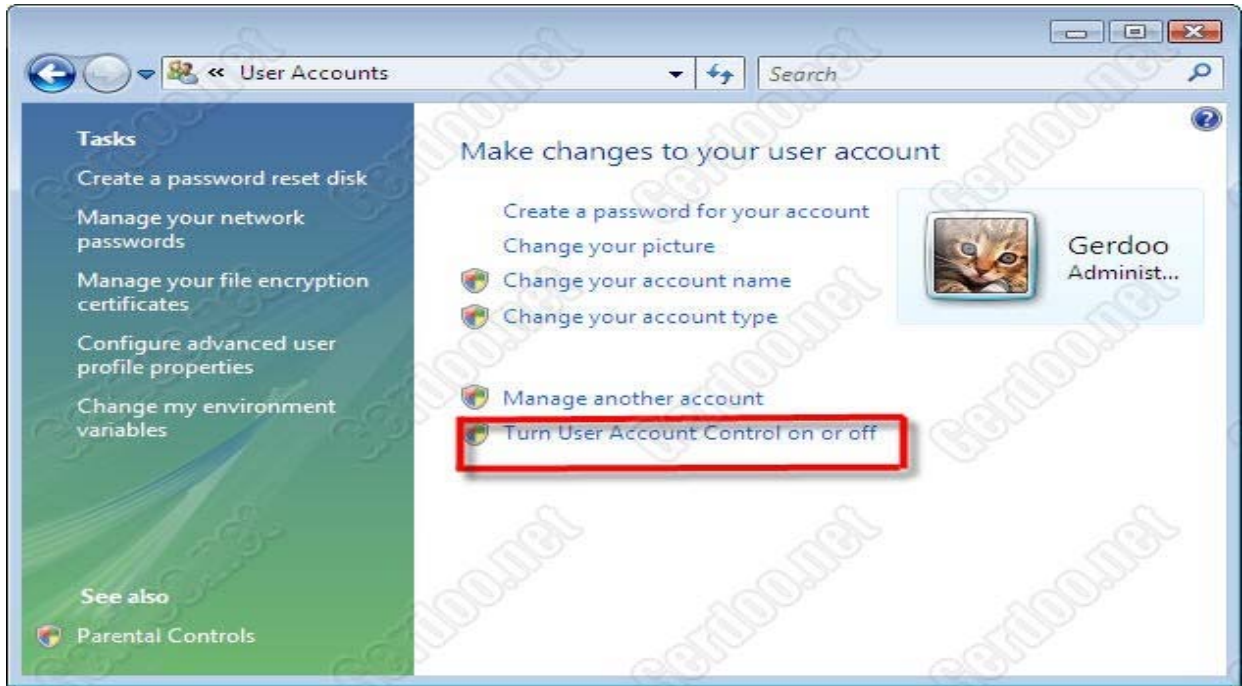 « User Accounts
Search
Tasks
Create a password reset disk
Manage your network
passwords
Manage your file encryption
certificates
Configure advanced user
profile properties
Change my environment
variables
See also
Parental Controls
Make changes to your user account
Create a password for your account
Change your picture
Change your account name
Change your account type
Manage another account
Turn User Account Control on or off
Gerdoo
Administ...
Gerdoo.net